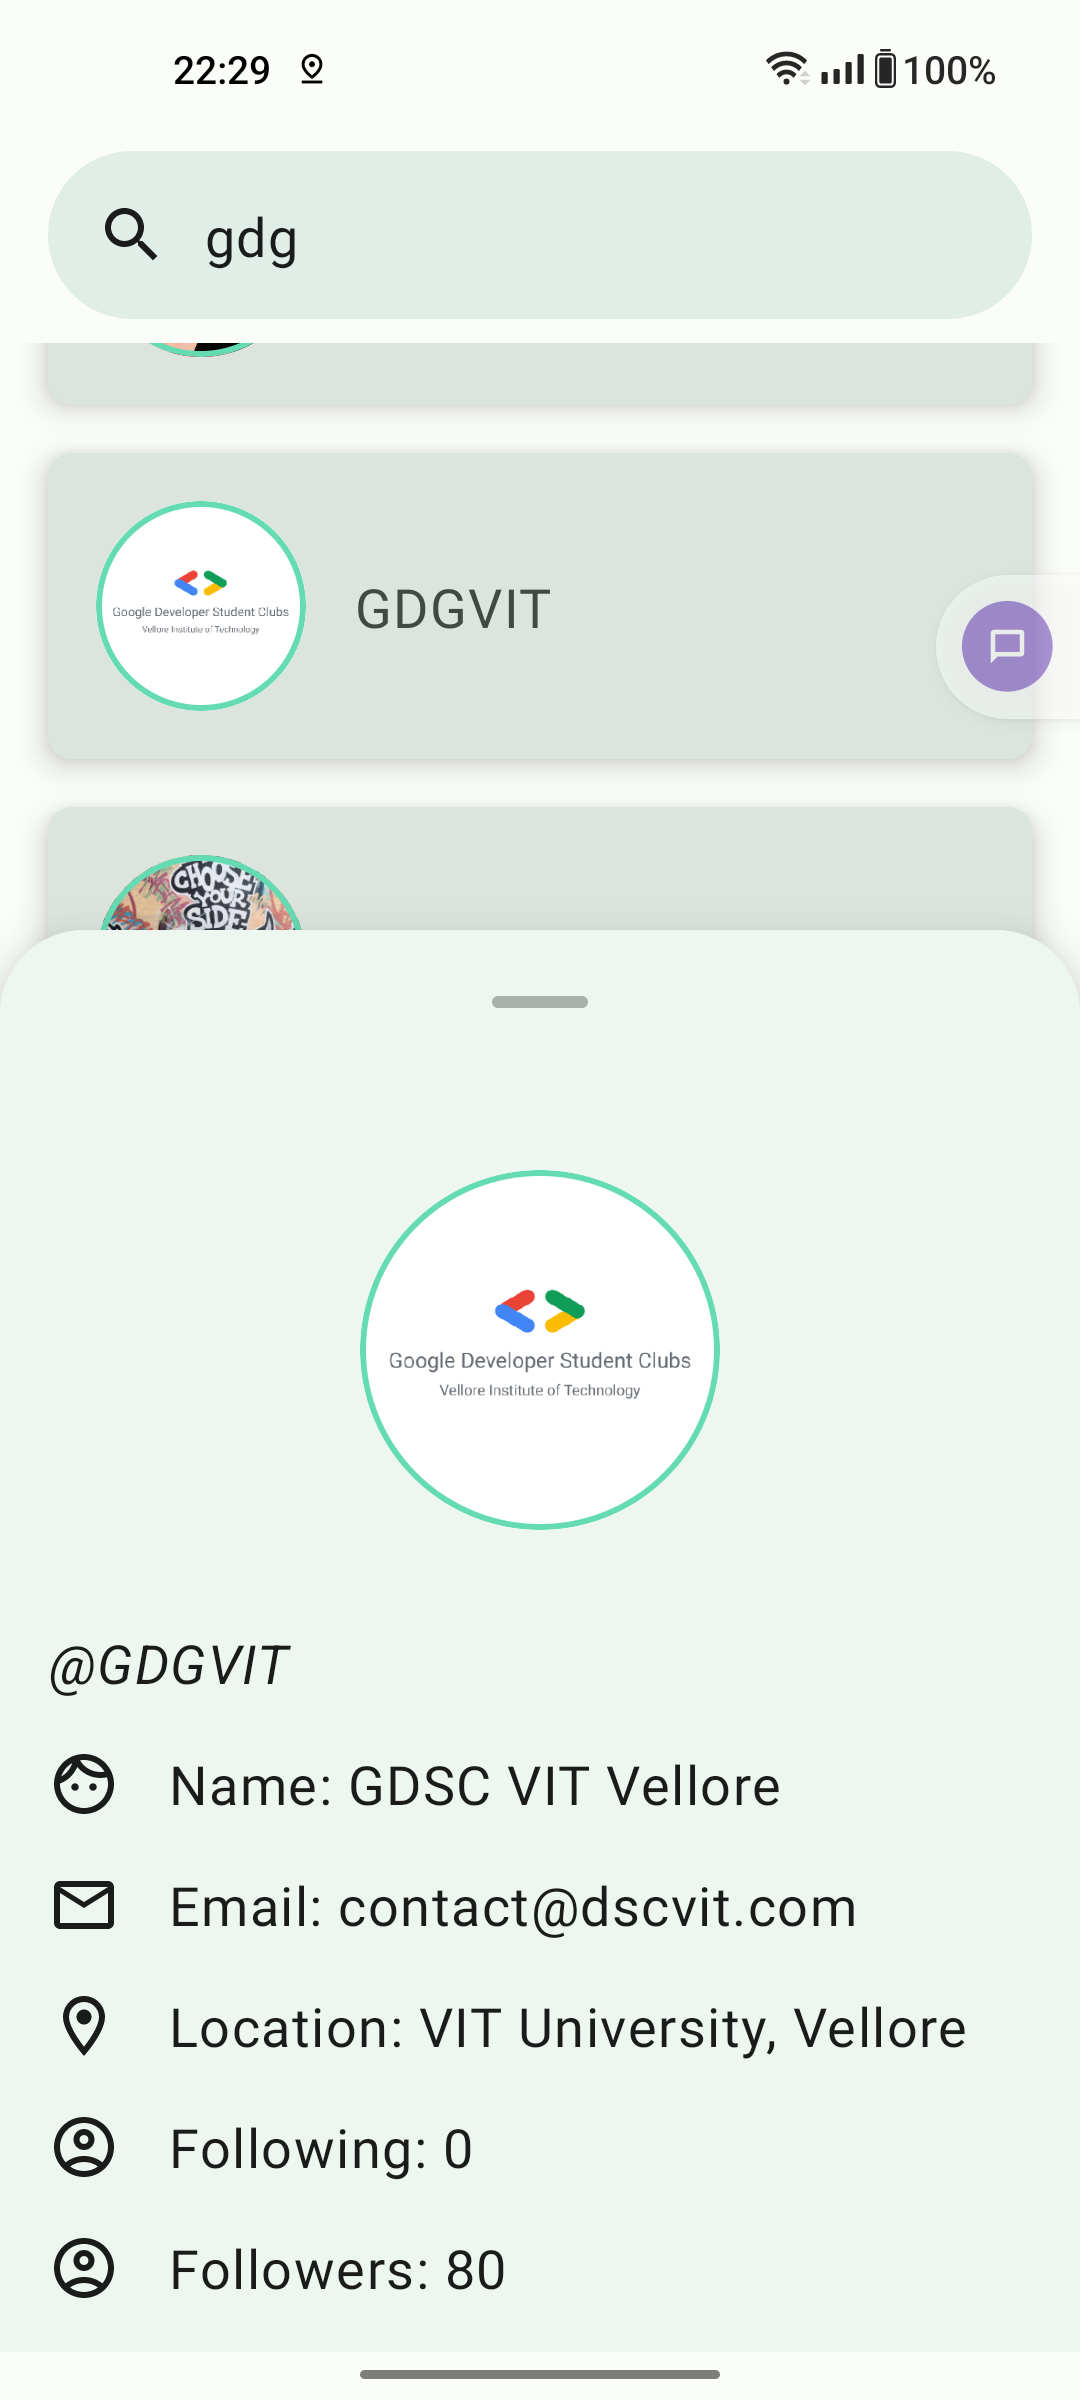 22:29
100%
gdg
Google Developer Student Clubs
Vellore Institute of Technology
GDGVIT
CHOOSE
YOUR
SIDE
Google Developer Student Clubs
Vellore Institute of Technology
@GDGVIT
Name: GDSC VIT Vellore
Email: contact@dscvit.com
Location: VIT University, Vellore
Following: 0
Followers: 80